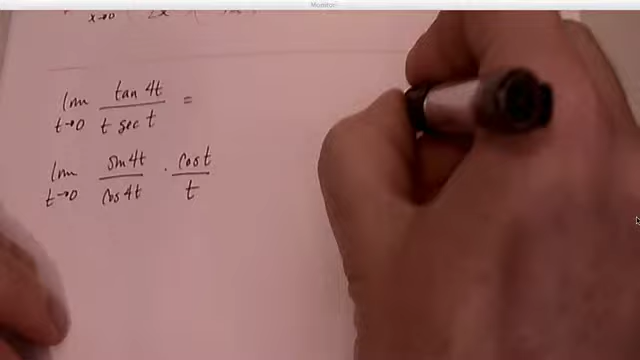 lim tan 4t / t sec t =
t→0
lim sin 4t / cos 4t · cos t / t
t→0